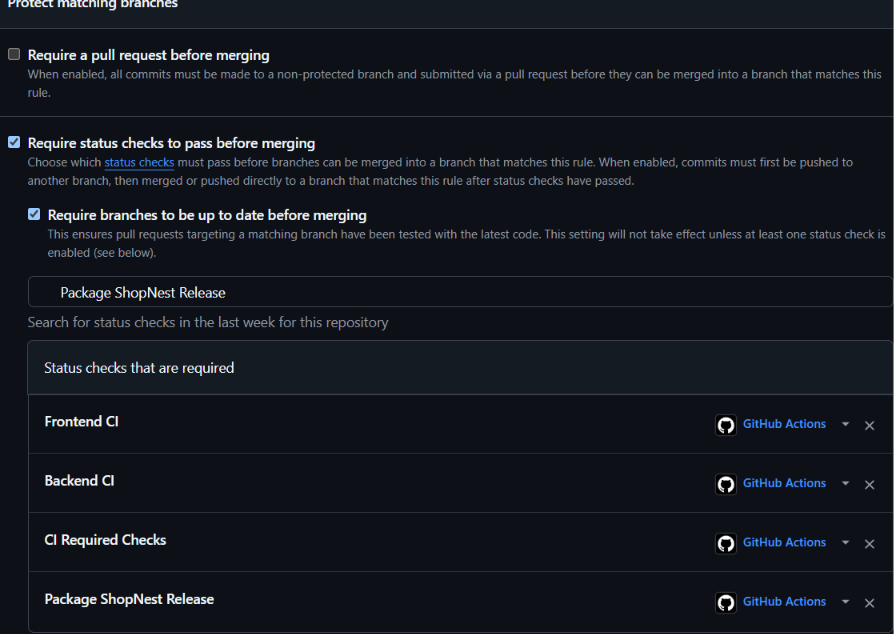 Protect matching branches
Require a pull request before merging
When enabled, all commits must be made to a non-protected branch and submitted via a pull request before they can be merged into a branch that matches this
rule.
Require status checks to pass before merging
Choose which status checks must pass before branches can be merged into a branch that matches this rule. When enabled, commits must first be pushed to
another branch, then merged or pushed directly to a branch that matches this rule after status checks have passed.
Require branches to be up to date before merging
This ensures pull requests targeting a matching branch have been tested with the latest code. This setting will not take effect unless at least one status check is
enabled (see below).
Package ShopNest Release
Search for status checks in the last week for this repository
Status checks that are required
Frontend CI GitHub Actions
Backend CI GitHub Actions
CI Required Checks GitHub Actions
Package ShopNest Release GitHub Actions